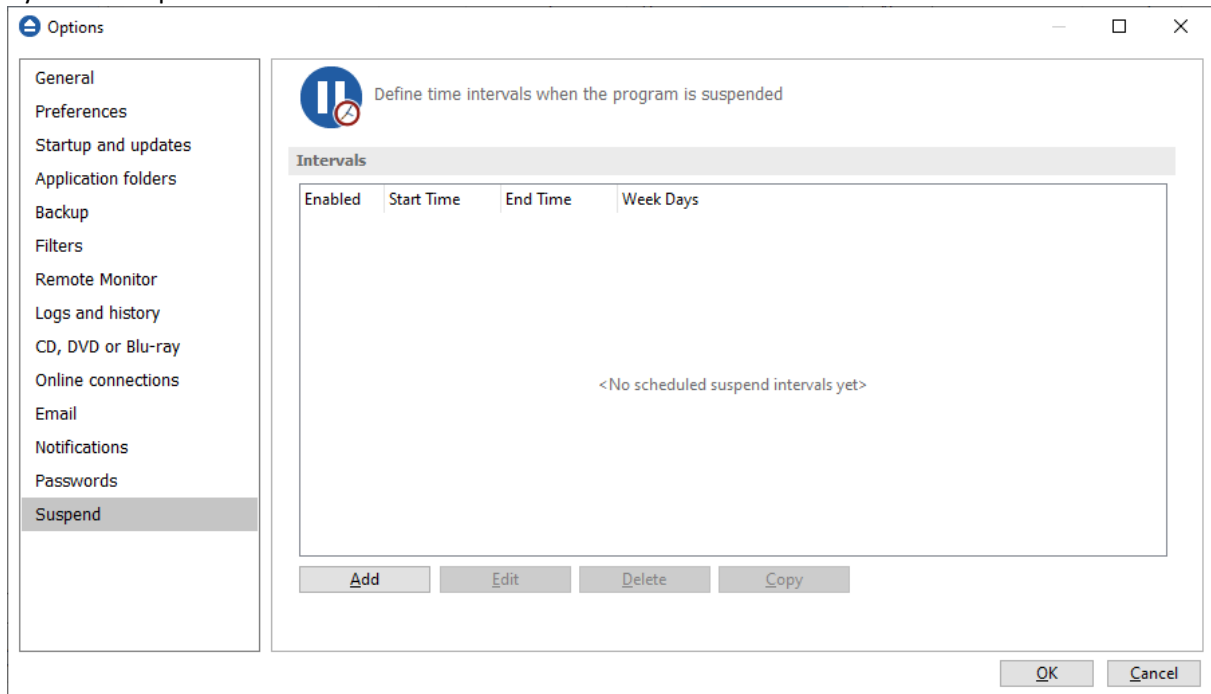 Options
General
Preferences
Startup and updates
Application folders
Backup
Filters
Remote Monitor
Logs and history
CD, DVD or Blu-ray
Online connections
Email
Notifications
Passwords
Suspend
Define time intervals when the program is suspended
Intervals
Enabled Start Time End Time Week Days
<No scheduled suspend intervals yet>
Add Edit Delete Copy
OK Cancel